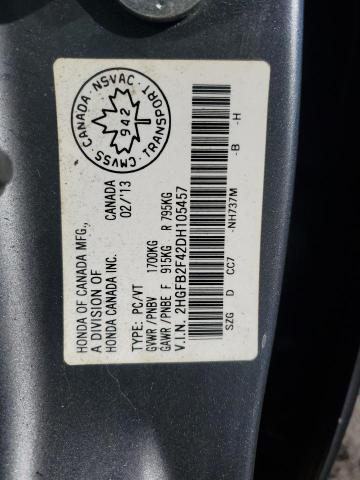 HONDA OF CANADA MFG.,
A DIVISION OF
HONDA CANADA INC.
CANADA
02/'13
CMVSS · CANADA · NSVAC · TRANSPORT
942
TYPE: PC/VT
GVWR / PNBV 1700KG
GAWR / PNBE F 915KG R 795KG
V.I.N. 2HGFB2F42DH105457
SZG D CC7 -NH737M -B -H